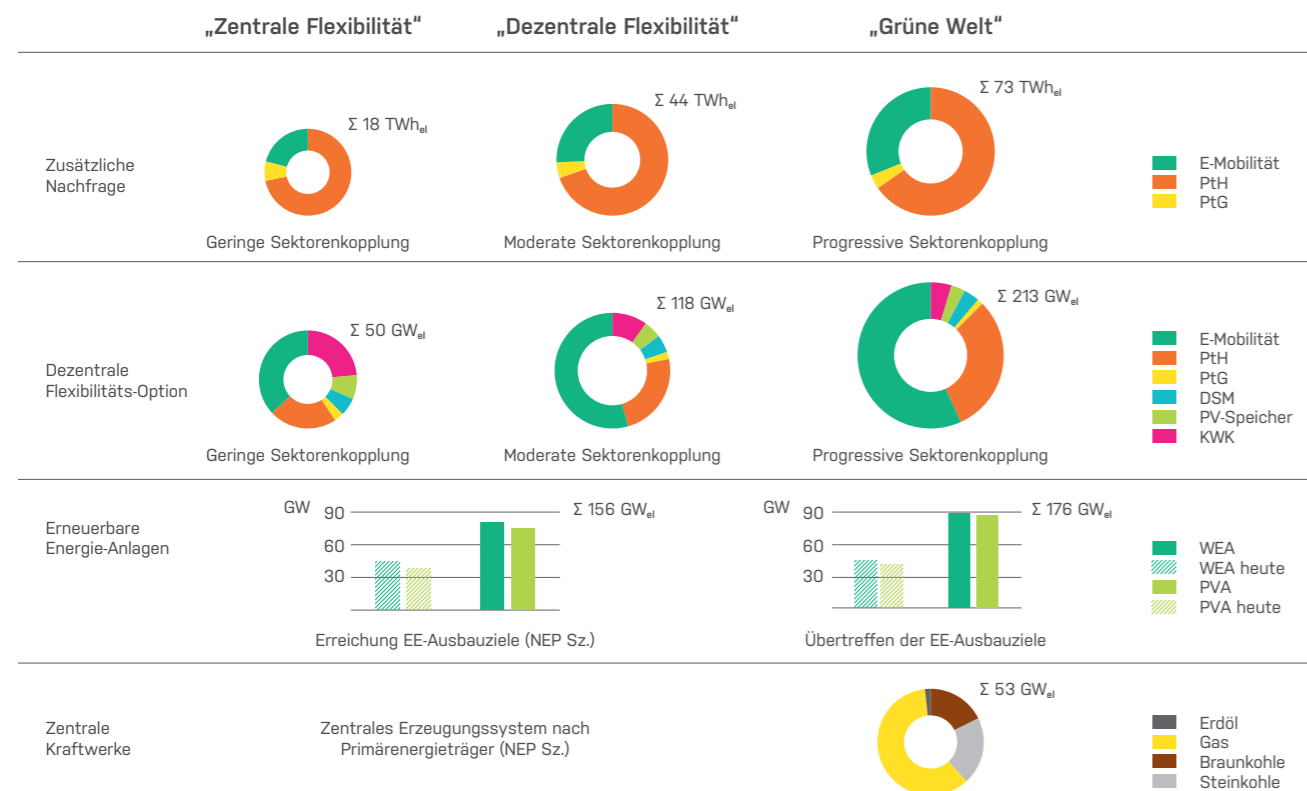 „Zentrale Flexibilität“ „Dezentrale Flexibilität“ „Grüne Welt“
Zusätzliche
Nachfrage
Σ 18 TWhel
Geringe Sektorenkopplung
Σ 44 TWhel
Moderate Sektorenkopplung
Σ 73 TWhel
Progressive Sektorenkopplung
E-Mobilität
PtH
PtG
Dezentrale
Flexibilitäts-Option
Σ 50 GWel
Geringe Sektorenkopplung
Σ 118 GWel
Moderate Sektorenkopplung
Σ 213 GWel
Progressive Sektorenkopplung
E-Mobilität
PtH
PtG
DSM
PV-Speicher
KWK
Erneuerbare
Energie-Anlagen
GW
90
60
30
Σ 156 GWel
Erreichung EE-Ausbauziele (NEP Sz.)
GW
90
60
30
Σ 176 GWel
Übertreffen der EE-Ausbauziele
WEA
WEA heute
PVA
PVA heute
Zentrale
Kraftwerke
Zentrales Erzeugungssystem nach
Primärenergieträger (NEP Sz.)
Σ 53 GWel
Erdöl
Gas
Braunkohle
Steinkohle